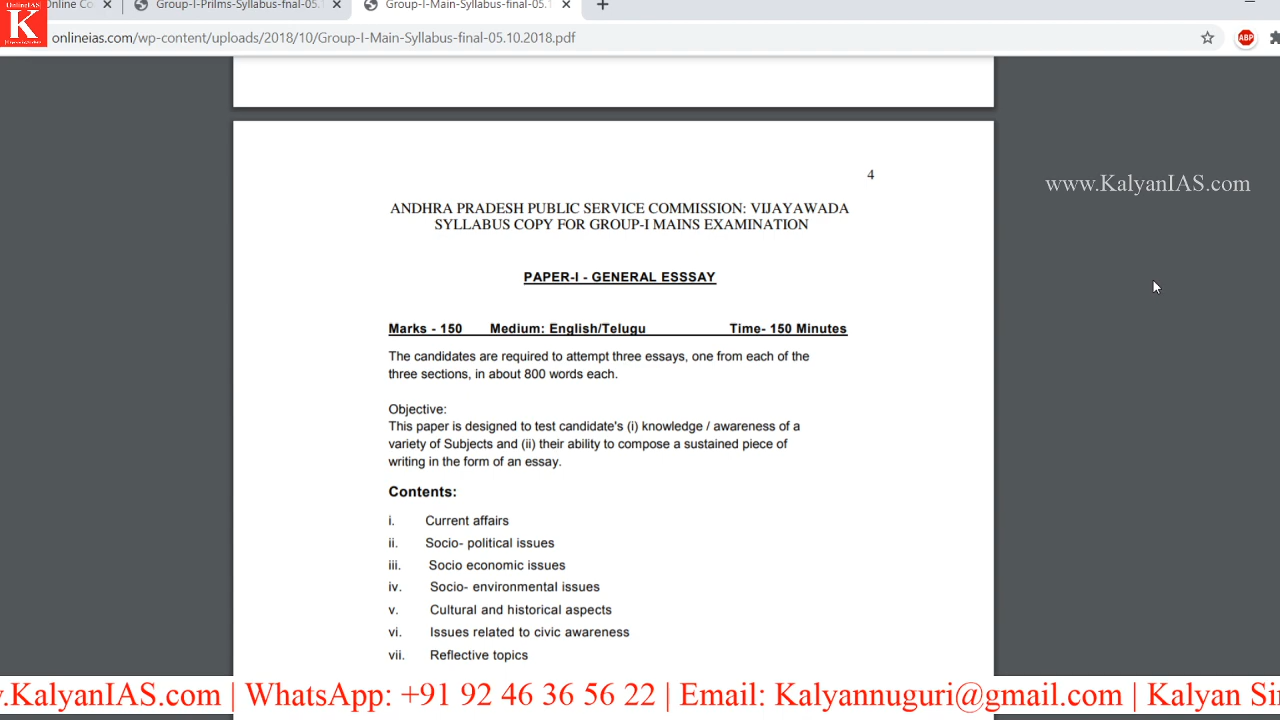 OnlineIAS
K
Online Co
Group-I-Prilms-Syllabus-fnal-05.1
Group-I-Main-Syllabus-final-05.1
onlineias.com/wp-content/uploads/2018/10/Group-I-Main-Syllabus-final-05.10.2018.pdf
ABP
www.KalyanIAS.com
4
ANDHRA PRADESH PUBLIC SERVICE COMMISSION: VIJAYAWADA
SYLLABUS COPY FOR GROUP-I MAINS EXAMINATION
PAPER-I - GENERAL ESSSAY
Marks - 150 Medium: English/Telugu Time- 150 Minutes
The candidates are required to attempt three essays, one from each of the
three sections, in about 800 words each.
Objective:
This paper is designed to test candidate's (i) knowledge / awareness of a
variety of Subjects and (ii) their ability to compose a sustained piece of
writing in the form of an essay.
Contents:
i. Current affairs
ii. Socio- political issues
iii. Socio economic issues
iv. Socio- environmental issues
v. Cultural and historical aspects
vi. Issues related to civic awareness
vii. Reflective topics
.KalyanIAS.com | WhatsApp: +91 92 46 36 56 22 | Email: Kalyannuguri@gmail.com | Kalyan Si